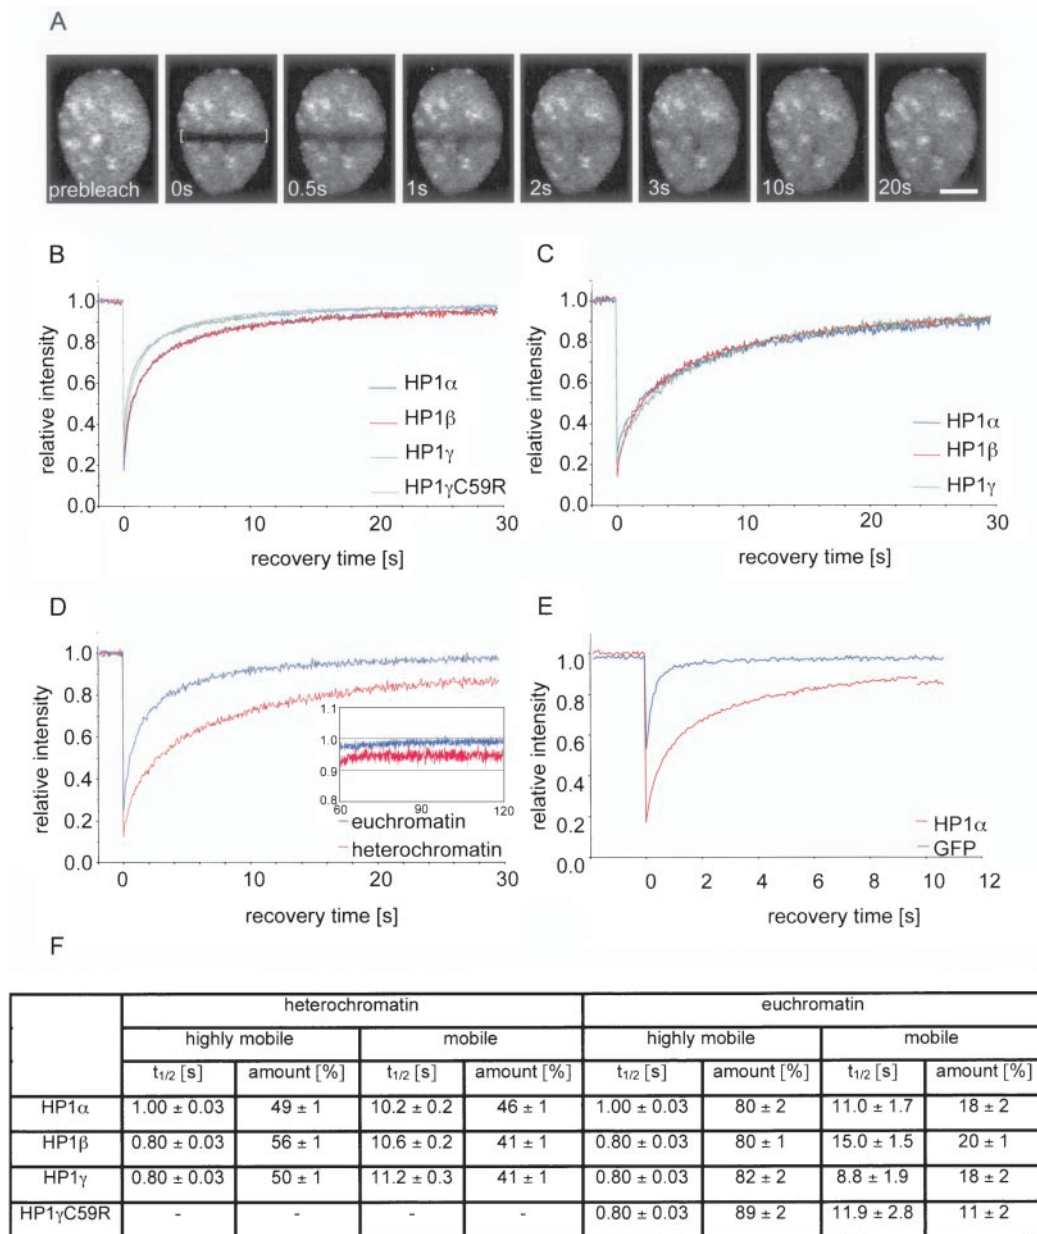 A
prebleach 0s 0.5s 1s 2s 3s 10s 20s
B
relative intensity
1.0
0.8
0.6
0.4
0.2
0.0
HP1α
HP1β
HP1γ
HP1γC59R
0 10 20 30
recovery time [s]
C
relative intensity
1.0
0.8
0.6
0.4
0.2
0.0
HP1α
HP1β
HP1γ
0 10 20 30
recovery time [s]
D
relative intensity
1.0
0.8
0.6
0.4
0.2
0.0
1.1
1.0
0.9
0.8
60 90 120
euchromatin
heterochromatin
0 10 20 30
recovery time [s]
E
relative intensity
1.0
0.8
0.6
0.4
0.2
0.0
HP1α
GFP
0 2 4 6 8 10 12
recovery time [s]
F
heterochromatin euchromatin
highly mobile mobile highly mobile mobile
t1/2 [s] amount [%] t1/2 [s] amount [%] t1/2 [s] amount [%] t1/2 [s] amount [%]
HP1α 1.00 ± 0.03 49 ± 1 10.2 ± 0.2 46 ± 1 1.00 ± 0.03 80 ± 2 11.0 ± 1.7 18 ± 2
HP1β 0.80 ± 0.03 56 ± 1 10.6 ± 0.2 41 ± 1 0.80 ± 0.03 80 ± 1 15.0 ± 1.5 20 ± 1
HP1γ 0.80 ± 0.03 50 ± 1 11.2 ± 0.3 41 ± 1 0.80 ± 0.03 82 ± 2 8.8 ± 1.9 18 ± 2
HP1γC59R - - - - 0.80 ± 0.03 89 ± 2 11.9 ± 2.8 11 ± 2